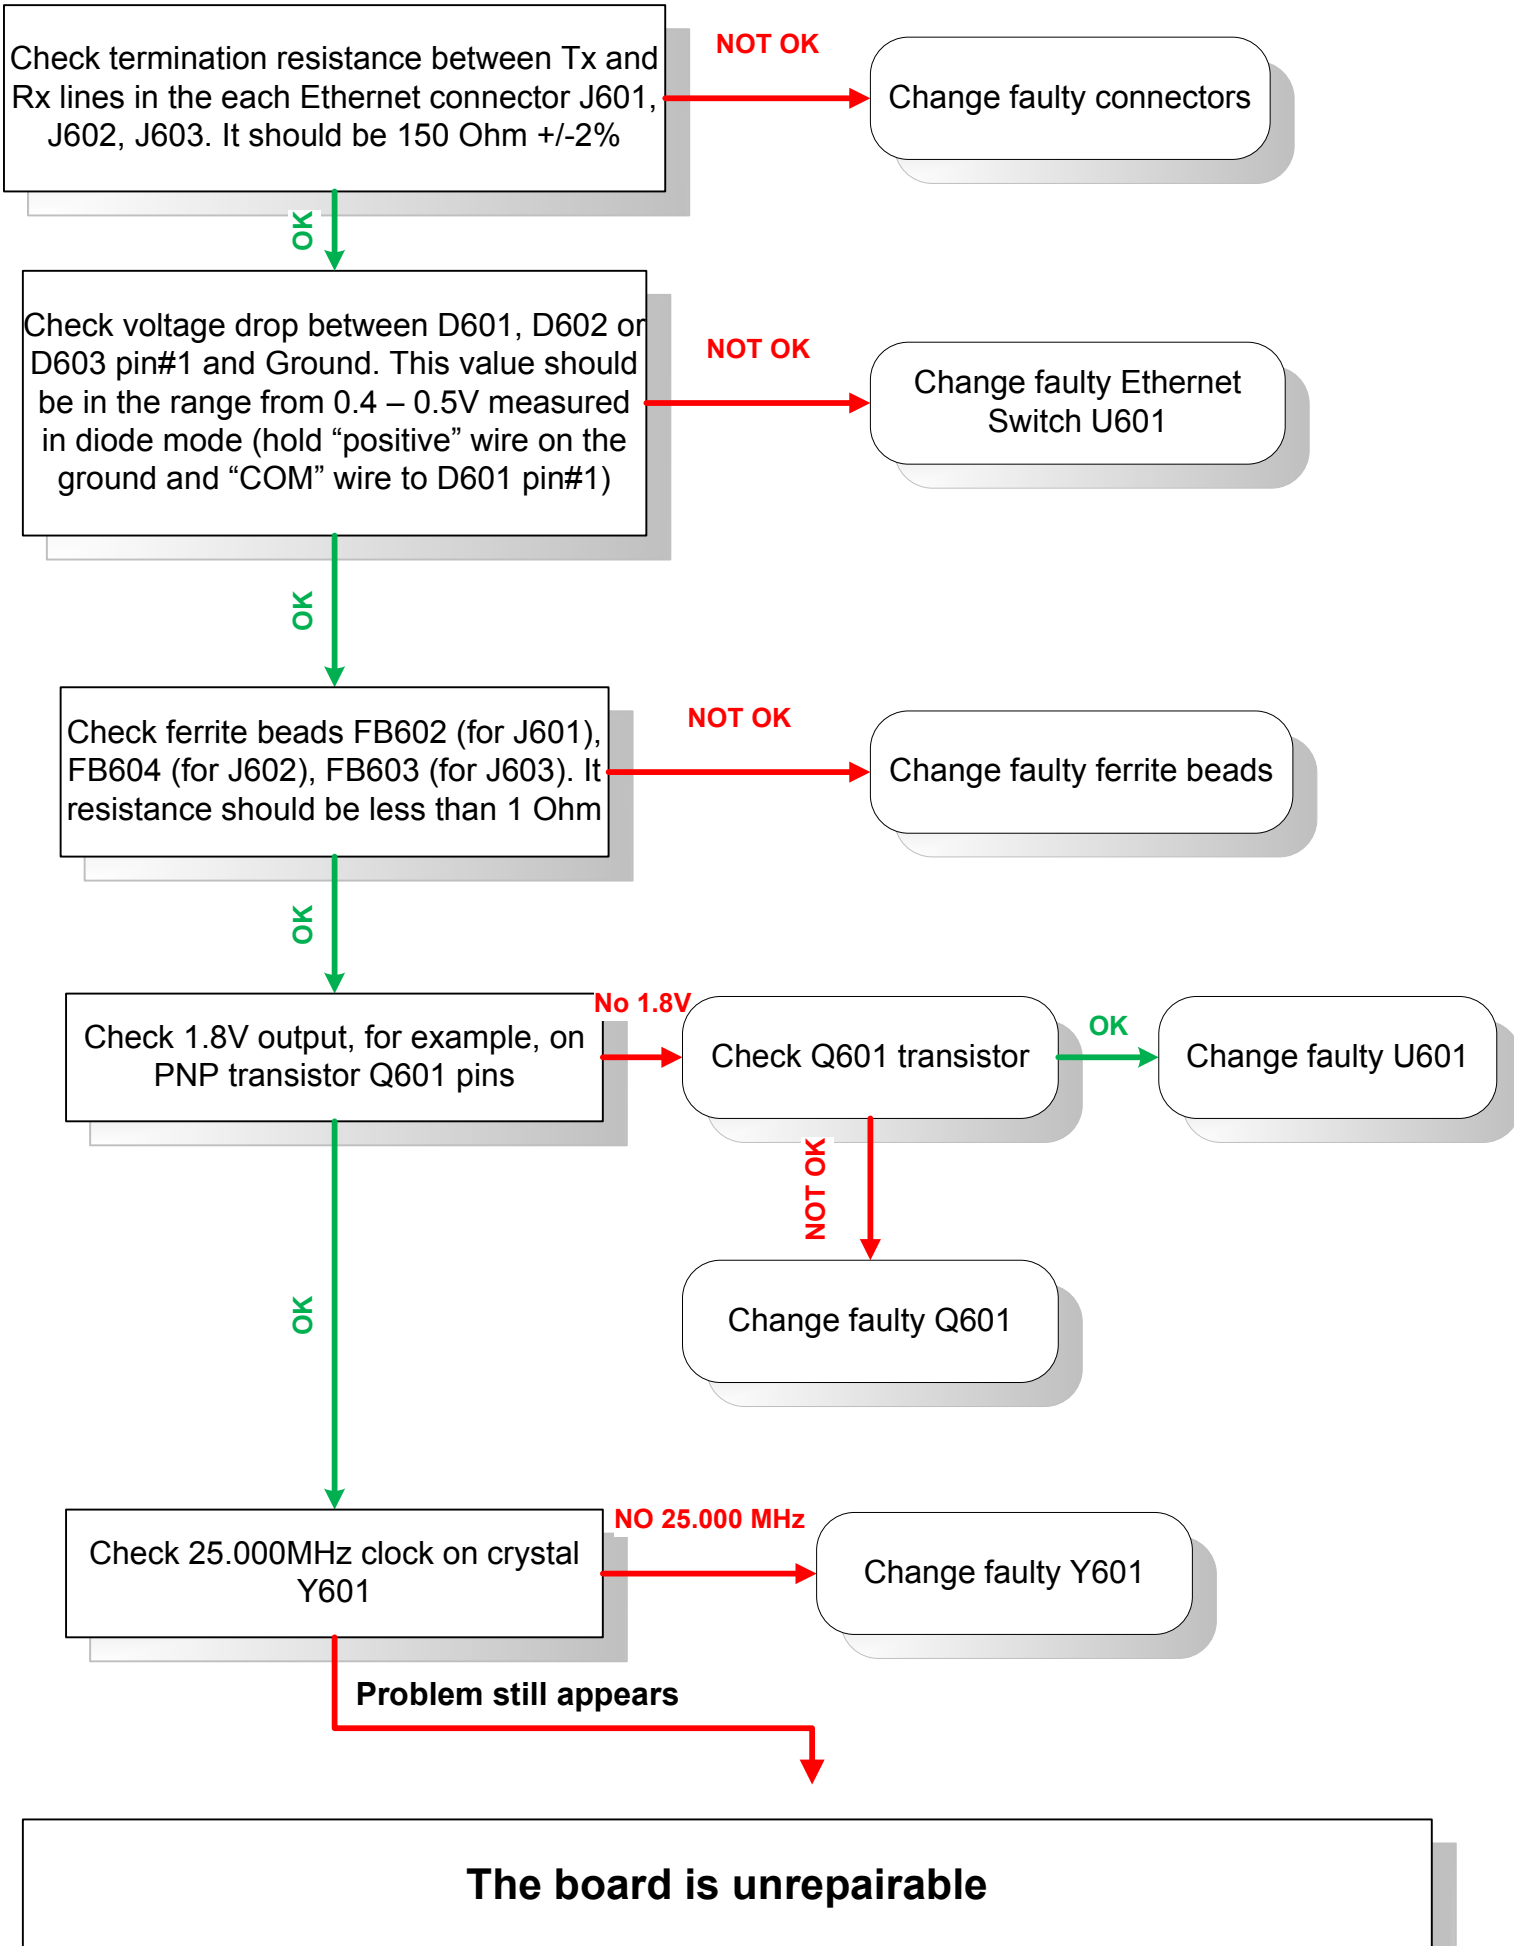 Check termination resistance between Tx and
Rx lines in the each Ethernet connector J601,
J602, J603. It should be 150 Ohm +/-2%
NOT OK
Change faulty connectors
OK
Check voltage drop between D601, D602 or
D603 pin#1 and Ground. This value should
be in the range from 0.4 – 0.5V measured
in diode mode (hold “positive” wire on the
ground and “COM” wire to D601 pin#1)
NOT OK
Change faulty Ethernet
Switch U601
OK
Check ferrite beads FB602 (for J601),
FB604 (for J602), FB603 (for J603). It
resistance should be less than 1 Ohm
NOT OK
Change faulty ferrite beads
OK
Check 1.8V output, for example, on
PNP transistor Q601 pins
No 1.8V
Check Q601 transistor
OK
Change faulty U601
NOT OK
Change faulty Q601
OK
Check 25.000MHz clock on crystal
Y601
NO 25.000 MHz
Change faulty Y601
Problem still appears
The board is unrepairable